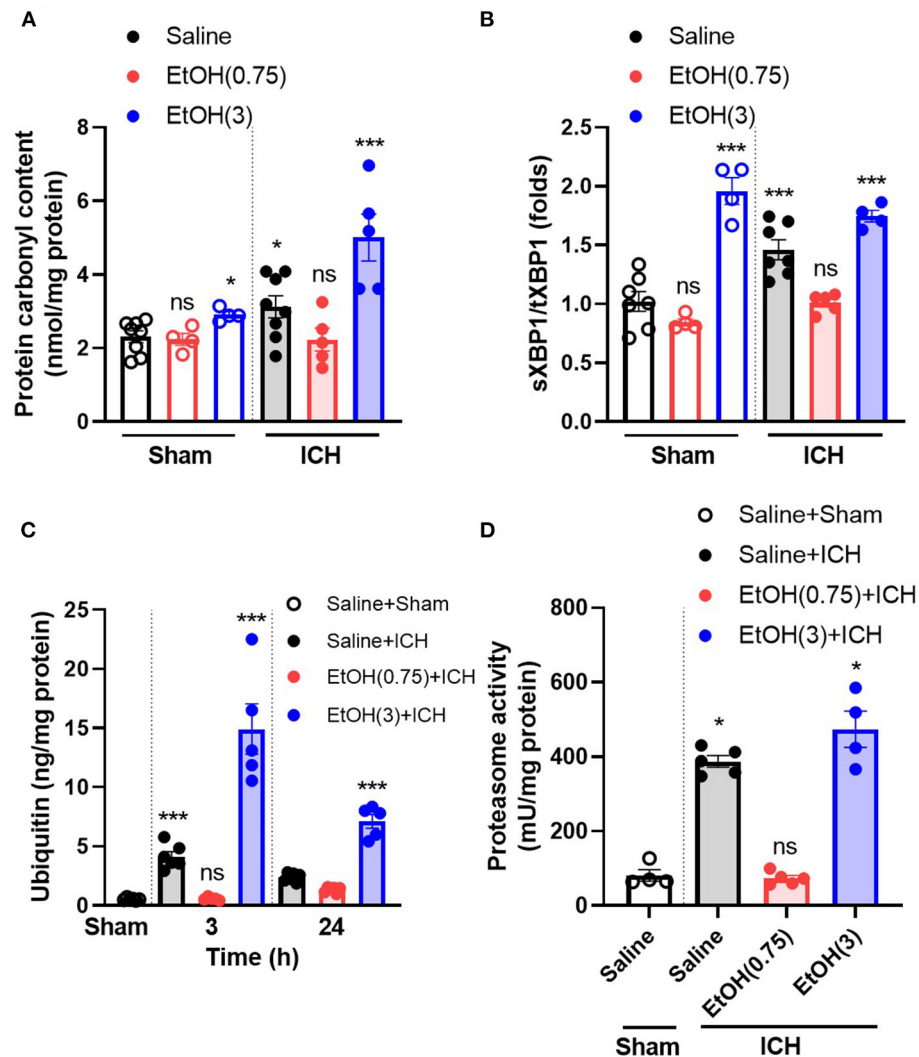 A
Saline
EtOH(0.75)
EtOH(3)
Protein carbonyl content
(nmol/mg protein)
8
6
4
2
0
ns
*
*
ns
***
Sham
ICH
B
Saline
EtOH(0.75)
EtOH(3)
sXBP1/tXBP1 (folds)
2.5
2.0
1.5
1.0
0.5
0.0
ns
***
***
ns
***
Sham
ICH
C
Saline+Sham
Saline+ICH
EtOH(0.75)+ICH
EtOH(3)+ICH
Ubiquitin (ng/mg protein)
25
20
15
10
5
0
***
ns
***
***
Sham
3
24
Time (h)
D
Saline+Sham
Saline+ICH
EtOH(0.75)+ICH
EtOH(3)+ICH
Proteasome activity
(mU/mg protein)
800
600
400
200
0
*
ns
*
Saline
Saline
EtOH(0.75)
EtOH(3)
Sham
ICH